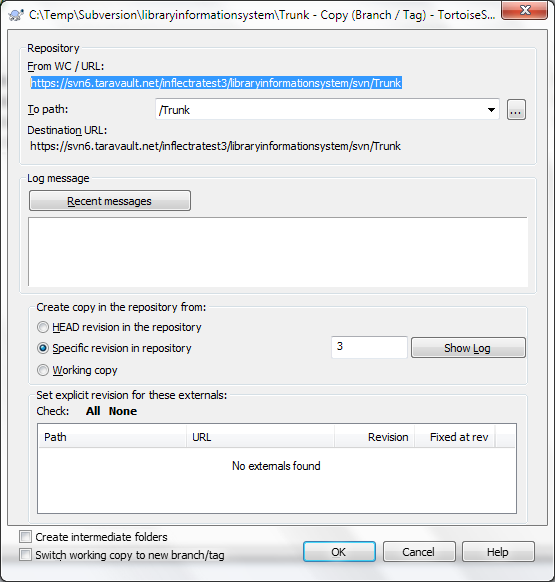 C:\Temp\Subversion\libraryinformationsystem\Trunk - Copy (Branch / Tag) - TortoiseS...
Repository
From WC / URL:
https://svn6.taravault.net/inflectratest3/libraryinformationsystem/svn/Trunk
To path:
/Trunk
...
Destination URL:
https://svn6.taravault.net/inflectratest3/libraryinformationsystem/svn/Trunk
Log message
Recent messages
Create copy in the repository from:
HEAD revision in the repository
Specific revision in repository
3
Show Log
Working copy
Set explicit revision for these externals:
Check: All None
Path URL Revision Fixed at rev
No externals found
Create intermediate folders
Switch working copy to new branch/tag
OK Cancel Help